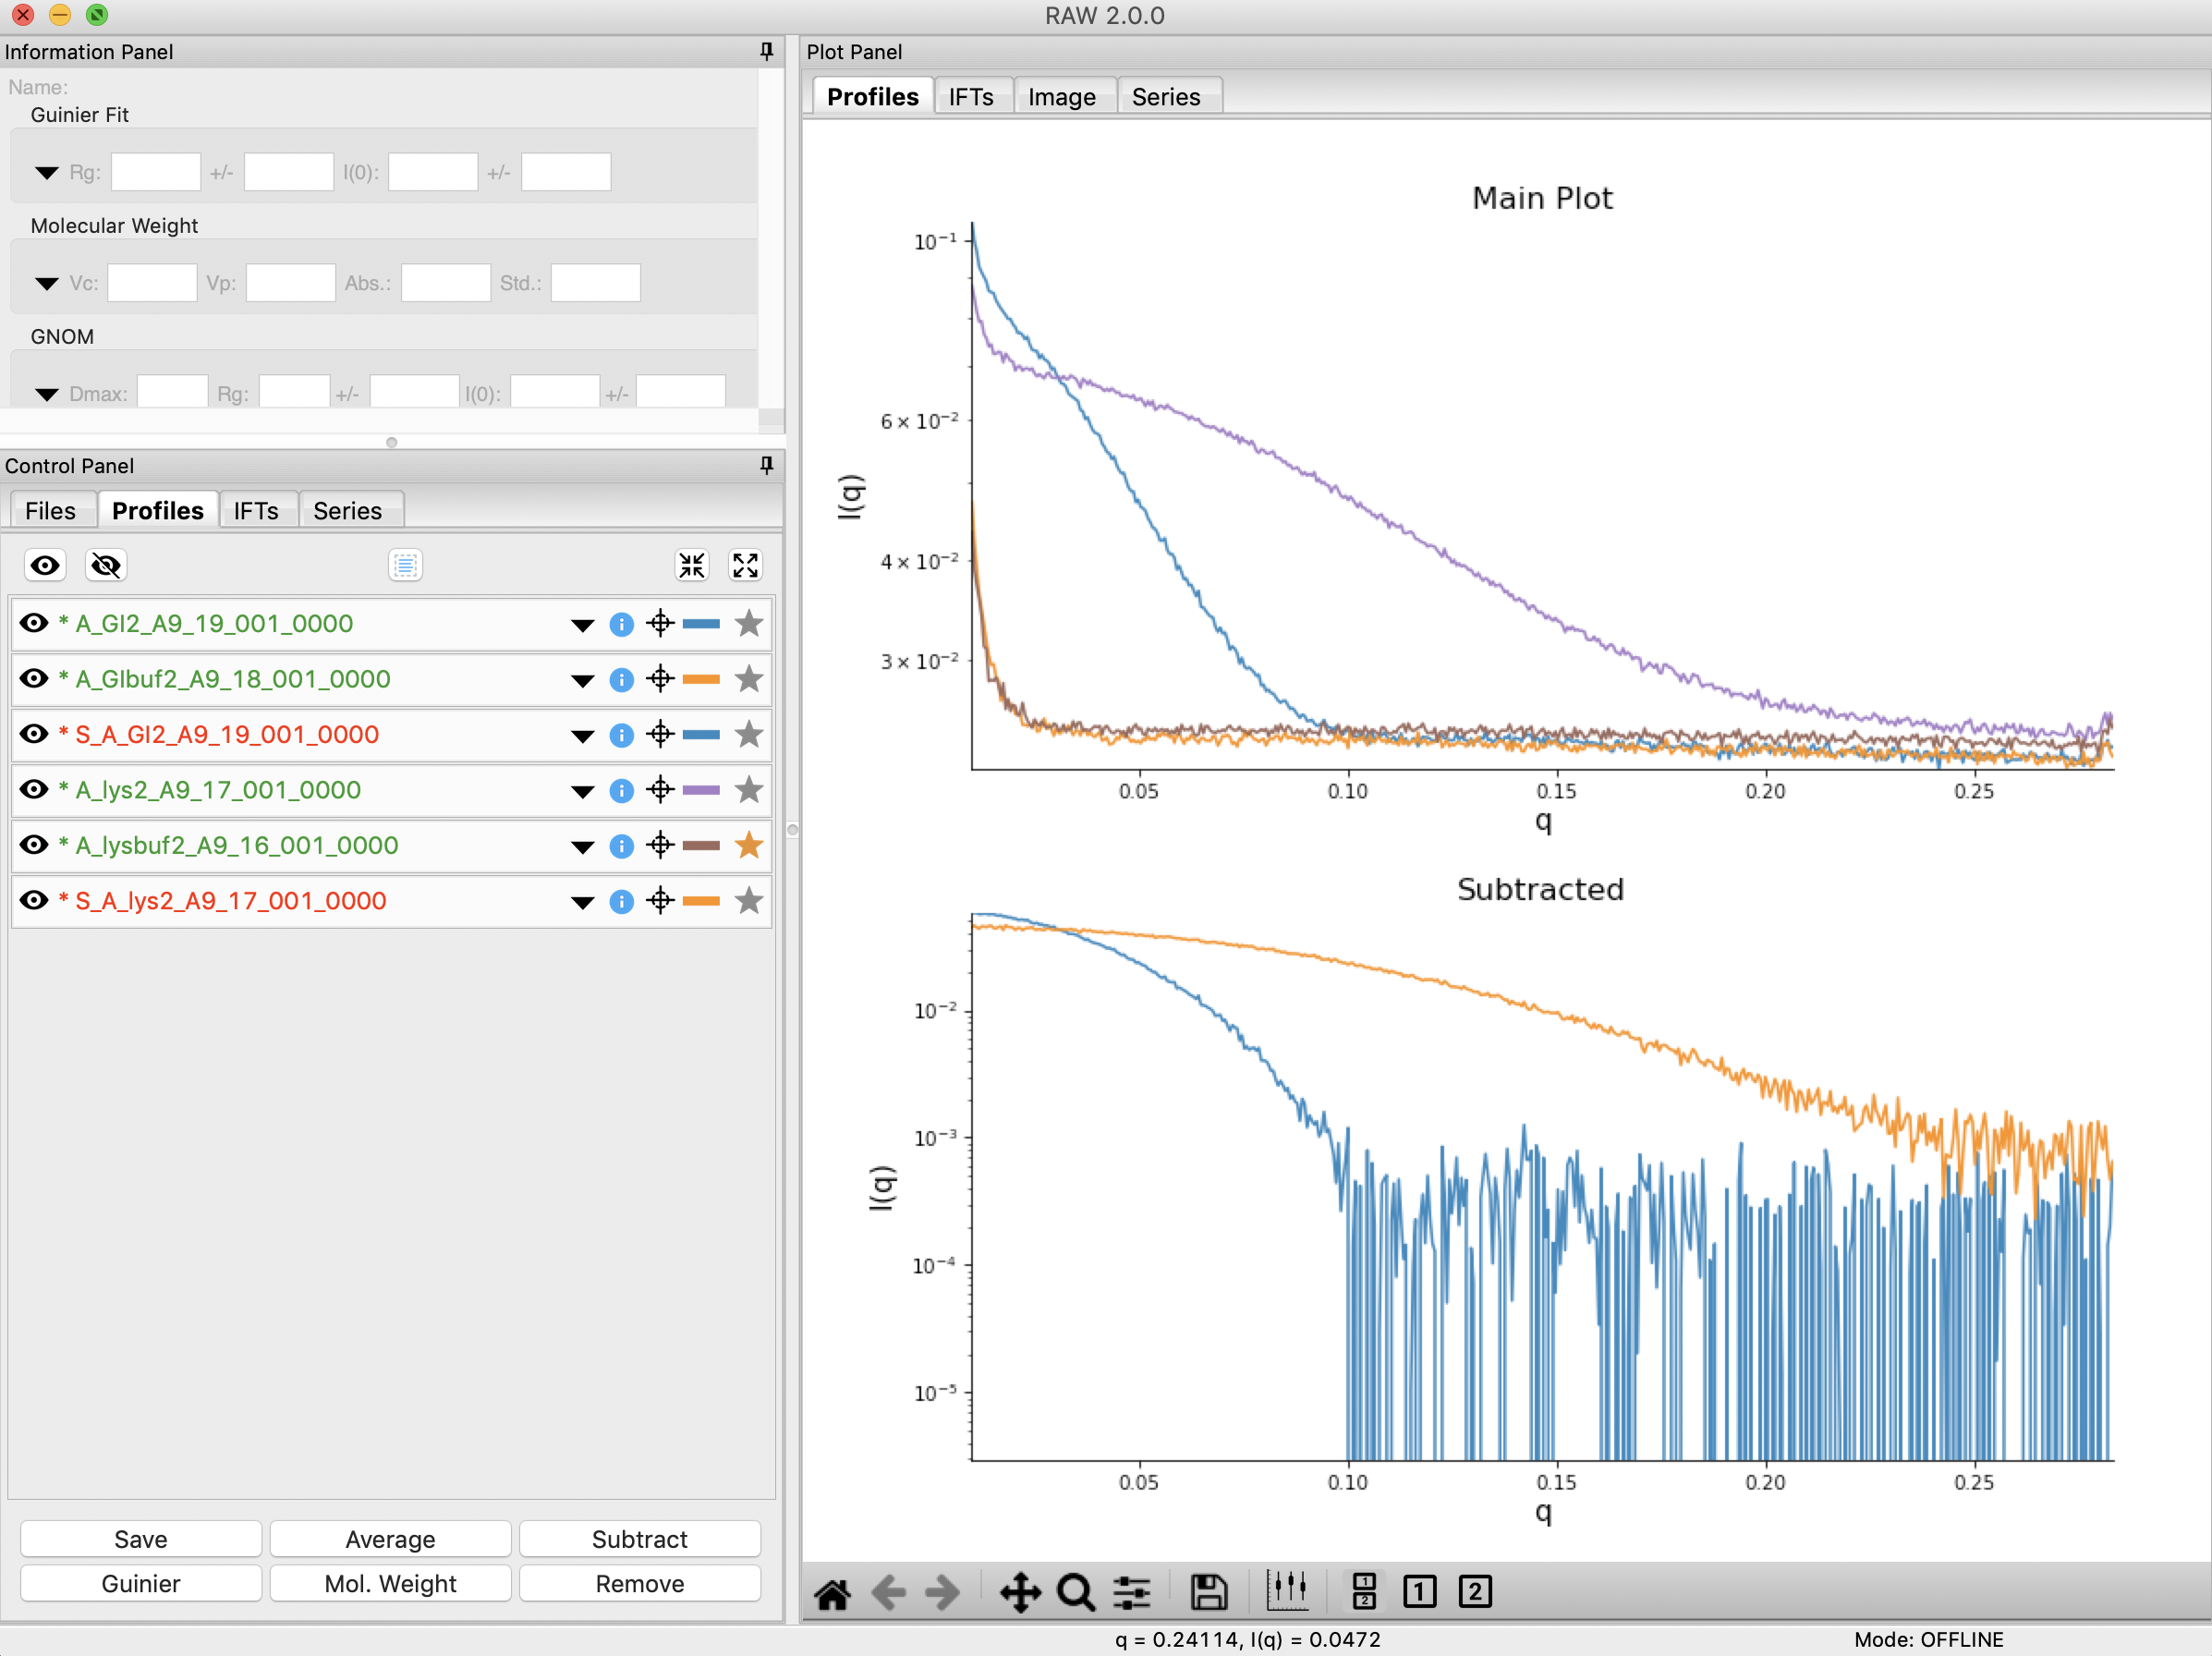 RAW 2.0.0
Information Panel
Name:
Guinier Fit
Rg: +/- I(0): +/-
Molecular Weight
Vc: Vp: Abs.: Std.:
GNOM
Dmax: Rg: +/- I(0): +/-
Control Panel
Files Profiles IFTs Series
* A_GI2_A9_19_001_0000
* A_GIbuf2_A9_18_001_0000
* S_A_GI2_A9_19_001_0000
* A_lys2_A9_17_001_0000
* A_lysbuf2_A9_16_001_0000
* S_A_lys2_A9_17_001_0000
Save Average Subtract
Guinier Mol. Weight Remove
Plot Panel
Profiles IFTs Image Series
Main Plot
10⁻¹
6 × 10⁻²
4 × 10⁻²
3 × 10⁻²
I(q)
0.05 0.10 0.15 0.20 0.25
q
Subtracted
10⁻²
10⁻³
10⁻⁴
10⁻⁵
I(q)
0.05 0.10 0.15 0.20 0.25
q
1 2 1 2
q = 0.24114, I(q) = 0.0472
Mode: OFFLINE